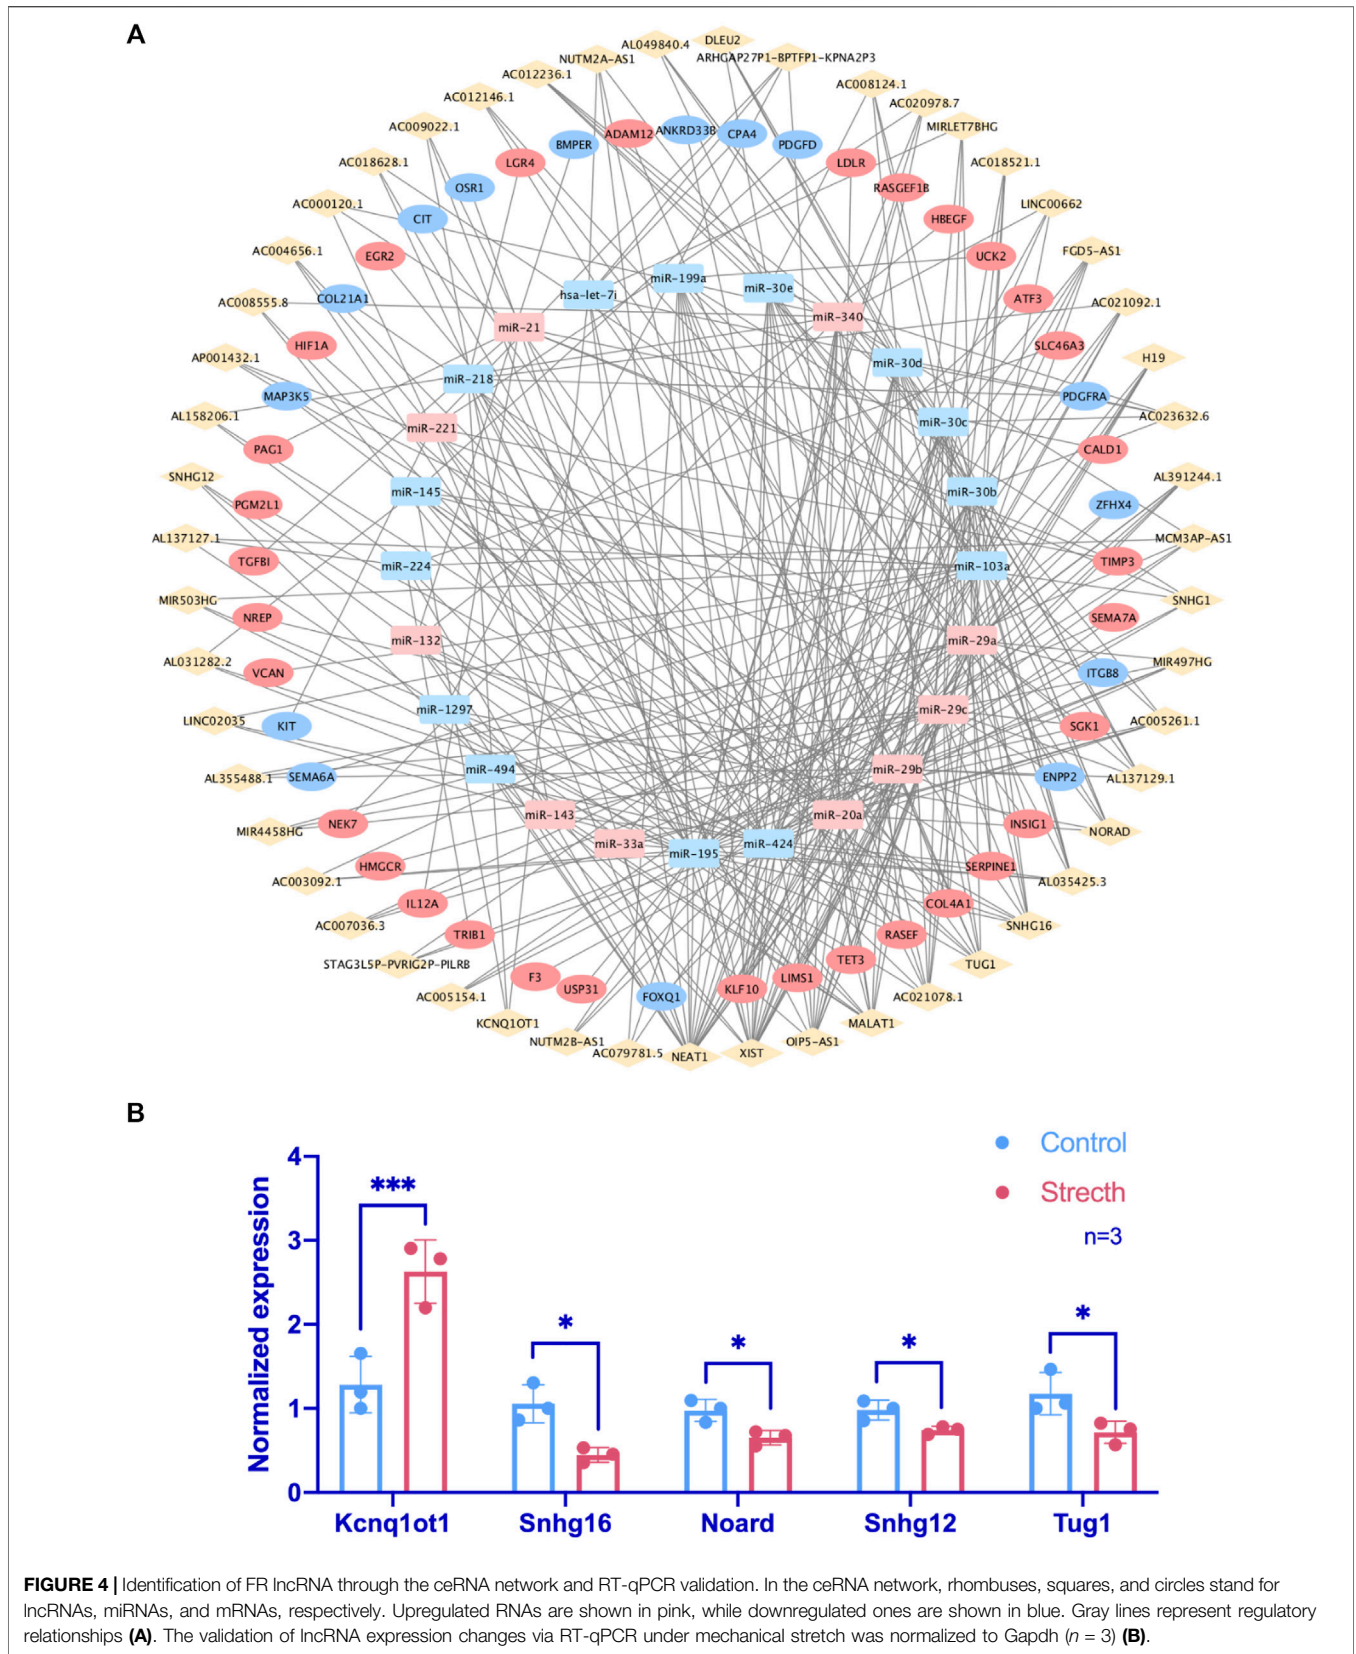 A
DLEU2
AL049840.4
ARHGAP27P1-BPTFP1-KPNA2P3
NUTM2A-AS1
AC012236.1
AC008124.1
AC012146.1
AC020978.7
AC009022.1
MIRLET7BHG
ADAM12
ANKRD33B
CPA4
BMPER
PDGFD
AC018628.1
LGR4
LDLR
AC018521.1
OSR1
RASGEF1B
AC000120.1
CIT
HBEGF
LINC00662
AC004656.1
EGR2
UCK2
FGD5-AS1
miR-199a
miR-30e
hsa-let-7i
AC008555.8
COL21A1
ATF3
AC021092.1
miR-21
miR-340
HIF1A
SLC46A3
AP001432.1
H19
miR-218
miR-30d
MAP3K5
PDGFRA
AL158206.1
AC023632.6
miR-221
miR-30c
PAG1
CALD1
SNHG12
AL391244.1
miR-145
miR-30b
PGM2L1
ZFHX4
AL137127.1
MCM3AP-AS1
TGFBI
miR-224
miR-103a
TIMP3
MIR503HG
SNHG1
NREP
SEMA7A
miR-132
miR-29a
AL031282.2
MIR497HG
VCAN
ITGB8
miR-1297
miR-29c
LINC02035
KIT
SGK1
AC005261.1
miR-494
miR-29b
AL355488.1
SEMA6A
ENPP2
AL137129.1
miR-143
miR-20a
MIR4458HG
NEK7
INSIG1
NORAD
miR-33a
miR-195
miR-424
AC003092.1
HMGCR
SERPINE1
AL035425.3
IL12A
COL4A1
AC007036.3
SNHG16
TRIB1
RASEF
STAG3L5P-PVRIG2P-PILRB
TET3
TUG1
F3
USP31
LIMS1
AC005154.1
FOXQ1
KLF10
AC021078.1
KCNQ1OT1
MALAT1
NUTM2B-AS1
OIP5-AS1
AC079781.5
NEAT1
XIST
B
Control
Strecth
n=3
Normalized expression
4
3
2
1
0
***
*
*
*
*
Kcnq1ot1
Snhg16
Noard
Snhg12
Tug1
FIGURE 4 | Identification of FR lncRNA through the ceRNA network and RT-qPCR validation. In the ceRNA network, rhombuses, squares, and circles stand for
lncRNAs, miRNAs, and mRNAs, respectively. Upregulated RNAs are shown in pink, while downregulated ones are shown in blue. Gray lines represent regulatory
relationships (A). The validation of lncRNA expression changes via RT-qPCR under mechanical stretch was normalized to Gapdh (n = 3) (B).